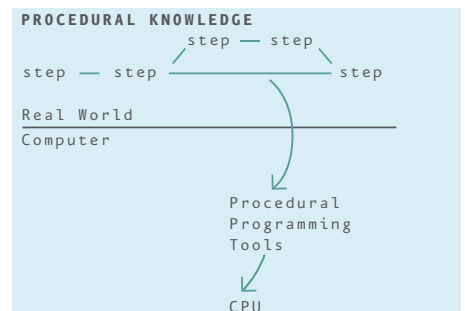 PROCEDURAL KNOWLEDGE
step — step
step — step step
Real World
Computer
Procedural
Programming
Tools
CPU